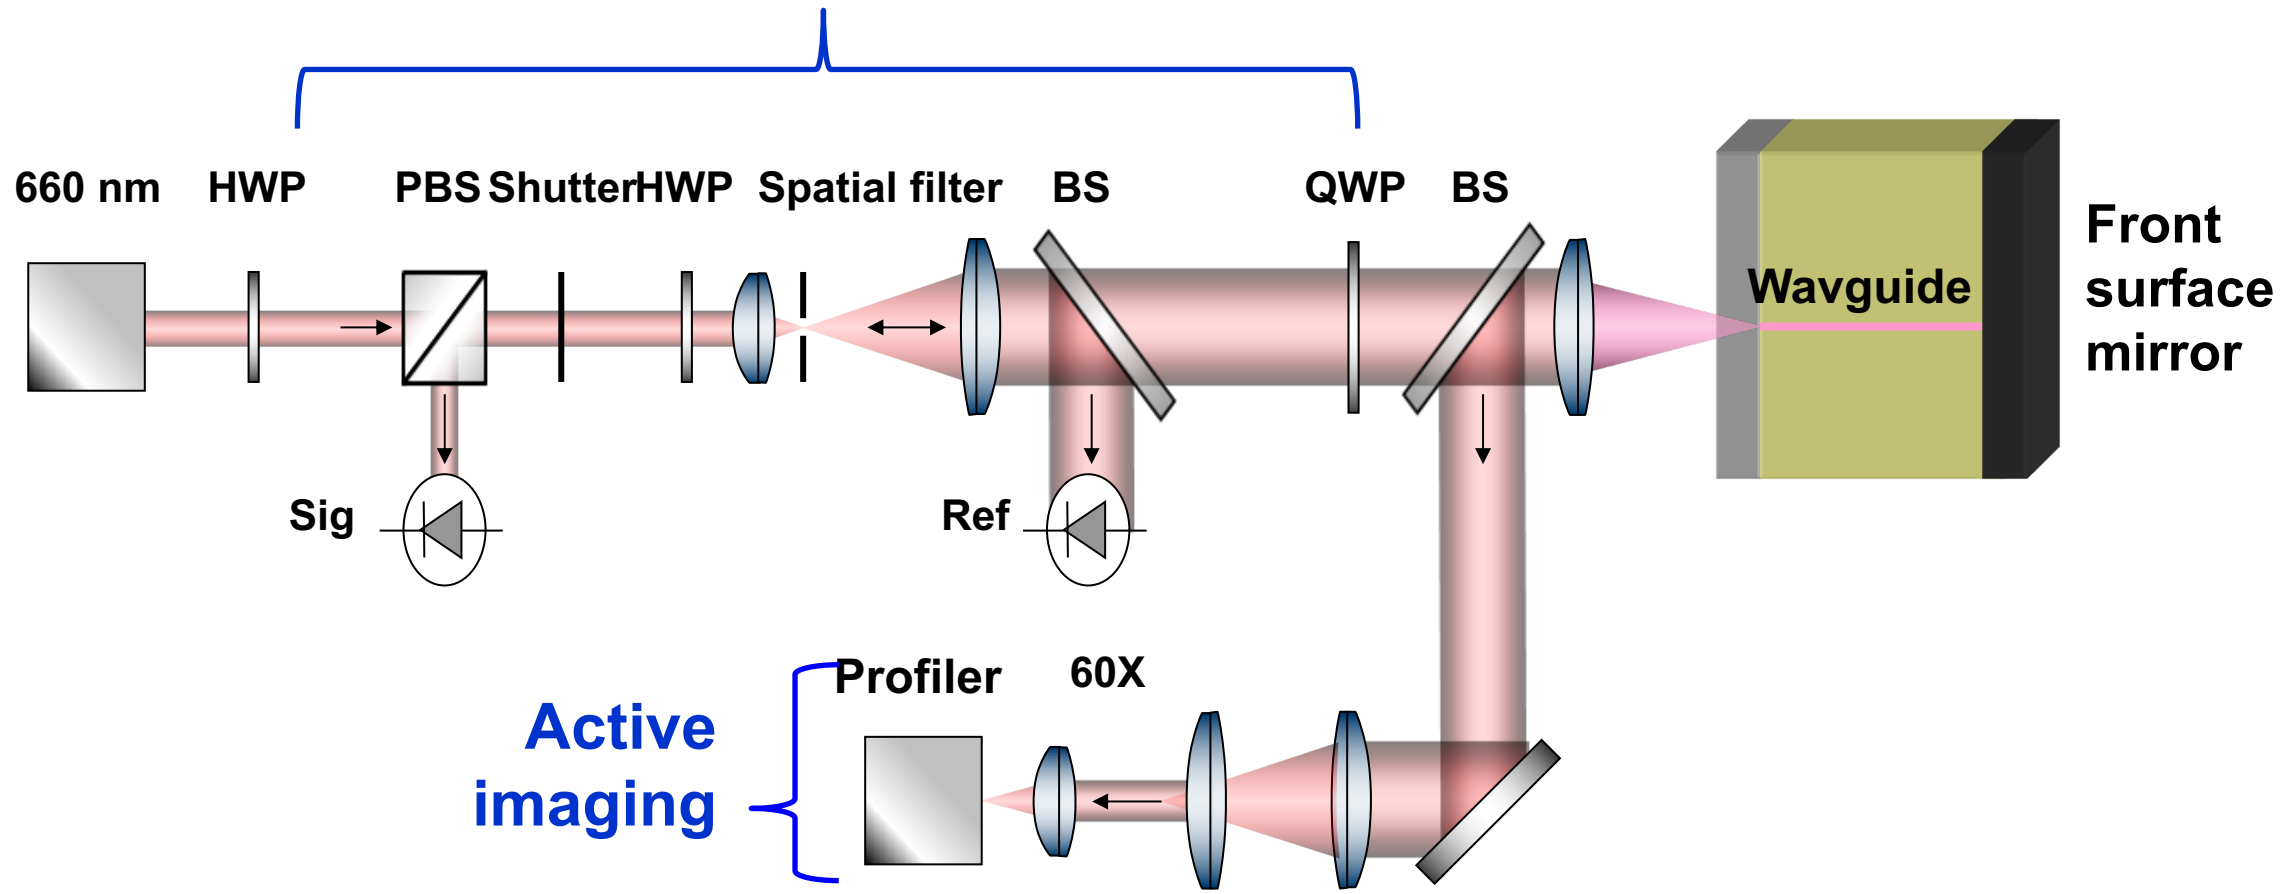 660 nm HWP PBS Shutter HWP Spatial filter BS QWP BS
Front
surface
mirror
Wavguide
Sig
Ref
Profiler 60X
Active
imaging